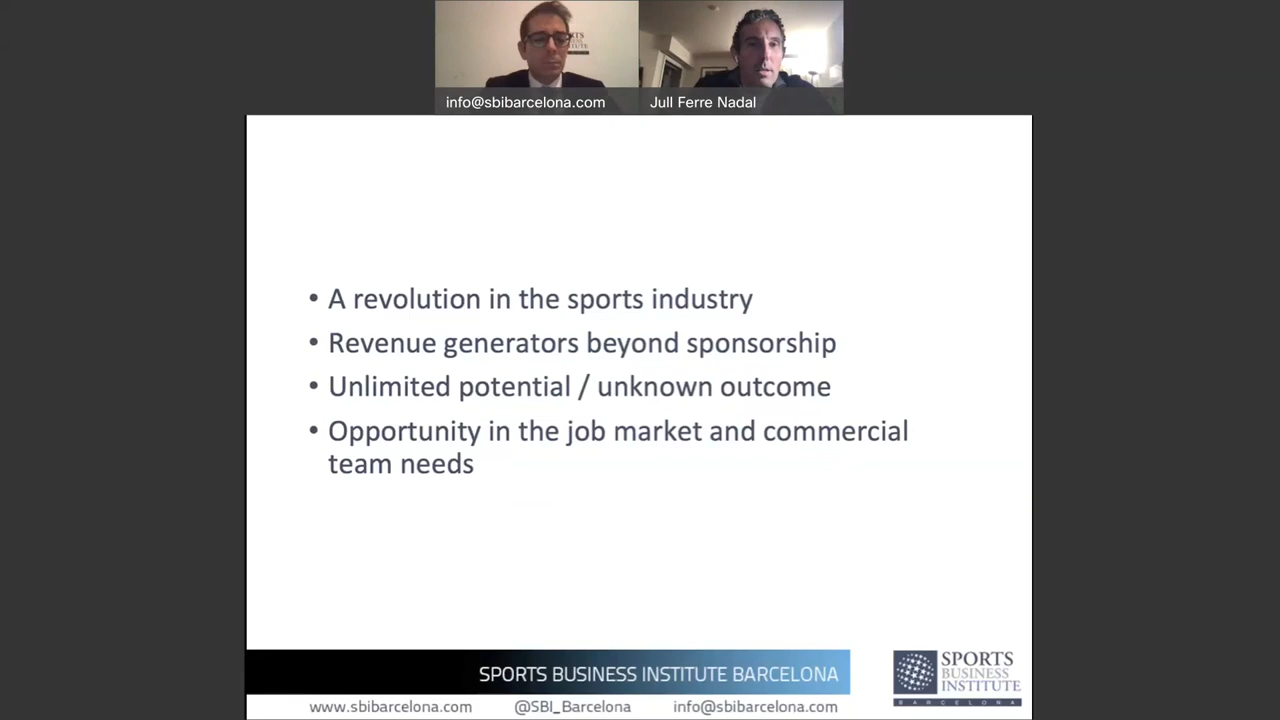 SPORTS
info@sbibarcelona.com
Jull Ferre Nadal
• A revolution in the sports industry
• Revenue generators beyond sponsorship
• Unlimited potential / unknown outcome
• Opportunity in the job market and commercial
team needs
SPORTS BUSINESS INSTITUTE BARCELONA
SPORTS
BUSINESS
INSTITUTE
BARCELONA
www.sbibarcelona.com
@SBI_Barcelona
info@sbibarcelona.com